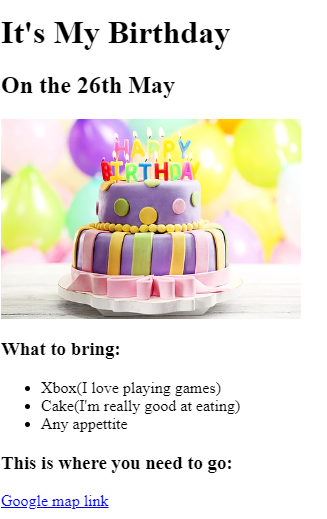 It's My Birthday
On the 26th May
HAPPY
BIRTHDAY
What to bring:
Xbox(I love playing games)
Cake(I'm really good at eating)
Any appettite
This is where you need to go:
Google map link